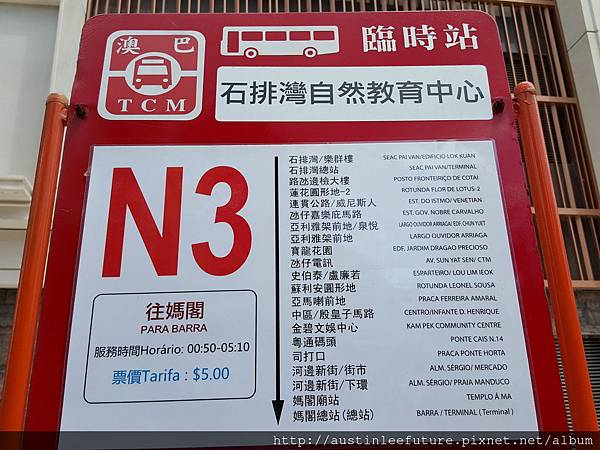 澳巴
TCM
臨時站
石排灣自然教育中心
N3
往媽閣
PARA BARRA
服務時間Horário: 00:50-05:10
票價Tarifa : $5.00
石排灣/樂群樓 SEAC PAI VAN/EDIFICIO LOK KUAN
石排灣總站 SEAC PAI VAN/TERMINAL
路氹邊檢大樓 POSTO FRONTEIRIÇO DE COTAI
蓮花圓形地-2 ROTUNDA FLOR DE LOTUS-2
連貫公路/威尼斯人 EST. DO ISTMO/ VENETIAN
氹仔嘉樂庇馬路 EST. GOV. NOBRE CARVALHO
亞利雅架前地/泉悅 LARGO OUVIDOR ARRIAGA/ EDF. CHUN YUET
亞利雅架前地 LARGO OUVIDOR ARRIAGA
寶龍花園 EDF. JARDIM DRAGAO PRECIOSO
氹仔電訊 AV. SUN YAT SEN/ CTM
史伯泰/盧廉若 ESPARTEIRO/ LOU LIM IEOK
蘇利安圓形地 ROTUNDA LEONEL SOUSA
亞馬喇前地 PRACA FERREIRA AMARAL
中區/殷皇子馬路 CENTRO/INFANTE D. HENRIQUE
金碧文娛中心 KAM PEK COMMUNITY CENTRE
粵通碼頭 PONTE CAIS N.14
司打口 PRACA PONTE HORTA
河邊新街/街市 ALM. SÉRGIO/ MERCADO
河邊新街/下環 ALM. SÉRGIO/ PRAIA MANDUCO
媽閣廟站 TEMPLO Á MA
媽閣總站(總站) BARRA / TERMINAL ( Terminal )
http://austinleefuture.pixnet.net/album